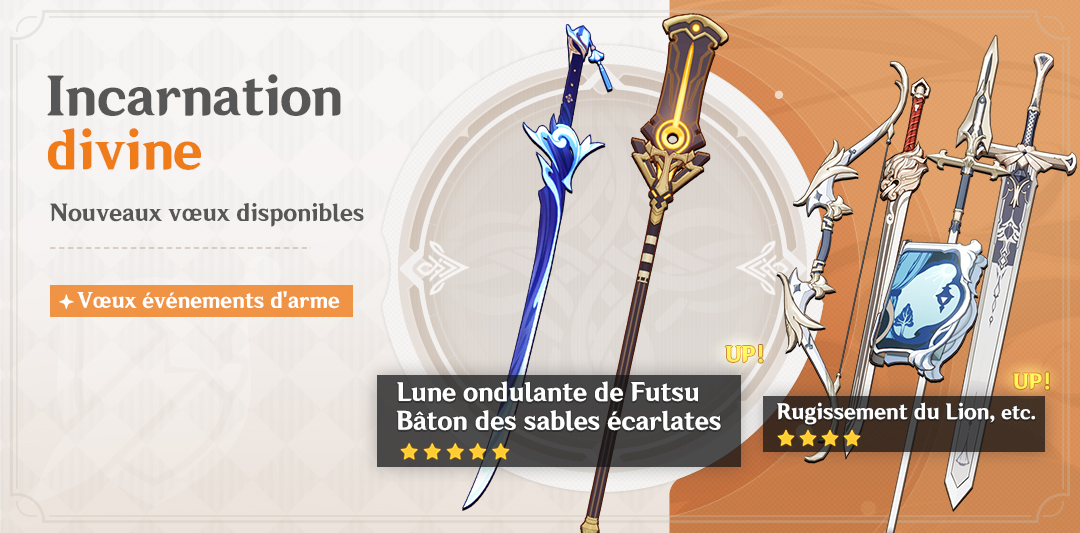 Incarnation
divine
Nouveaux vœux disponibles
Vœux événements d'arme
UP!
Lune ondulante de Futsu
Bâton des sables écarlates
UP!
Rugissement du Lion, etc.